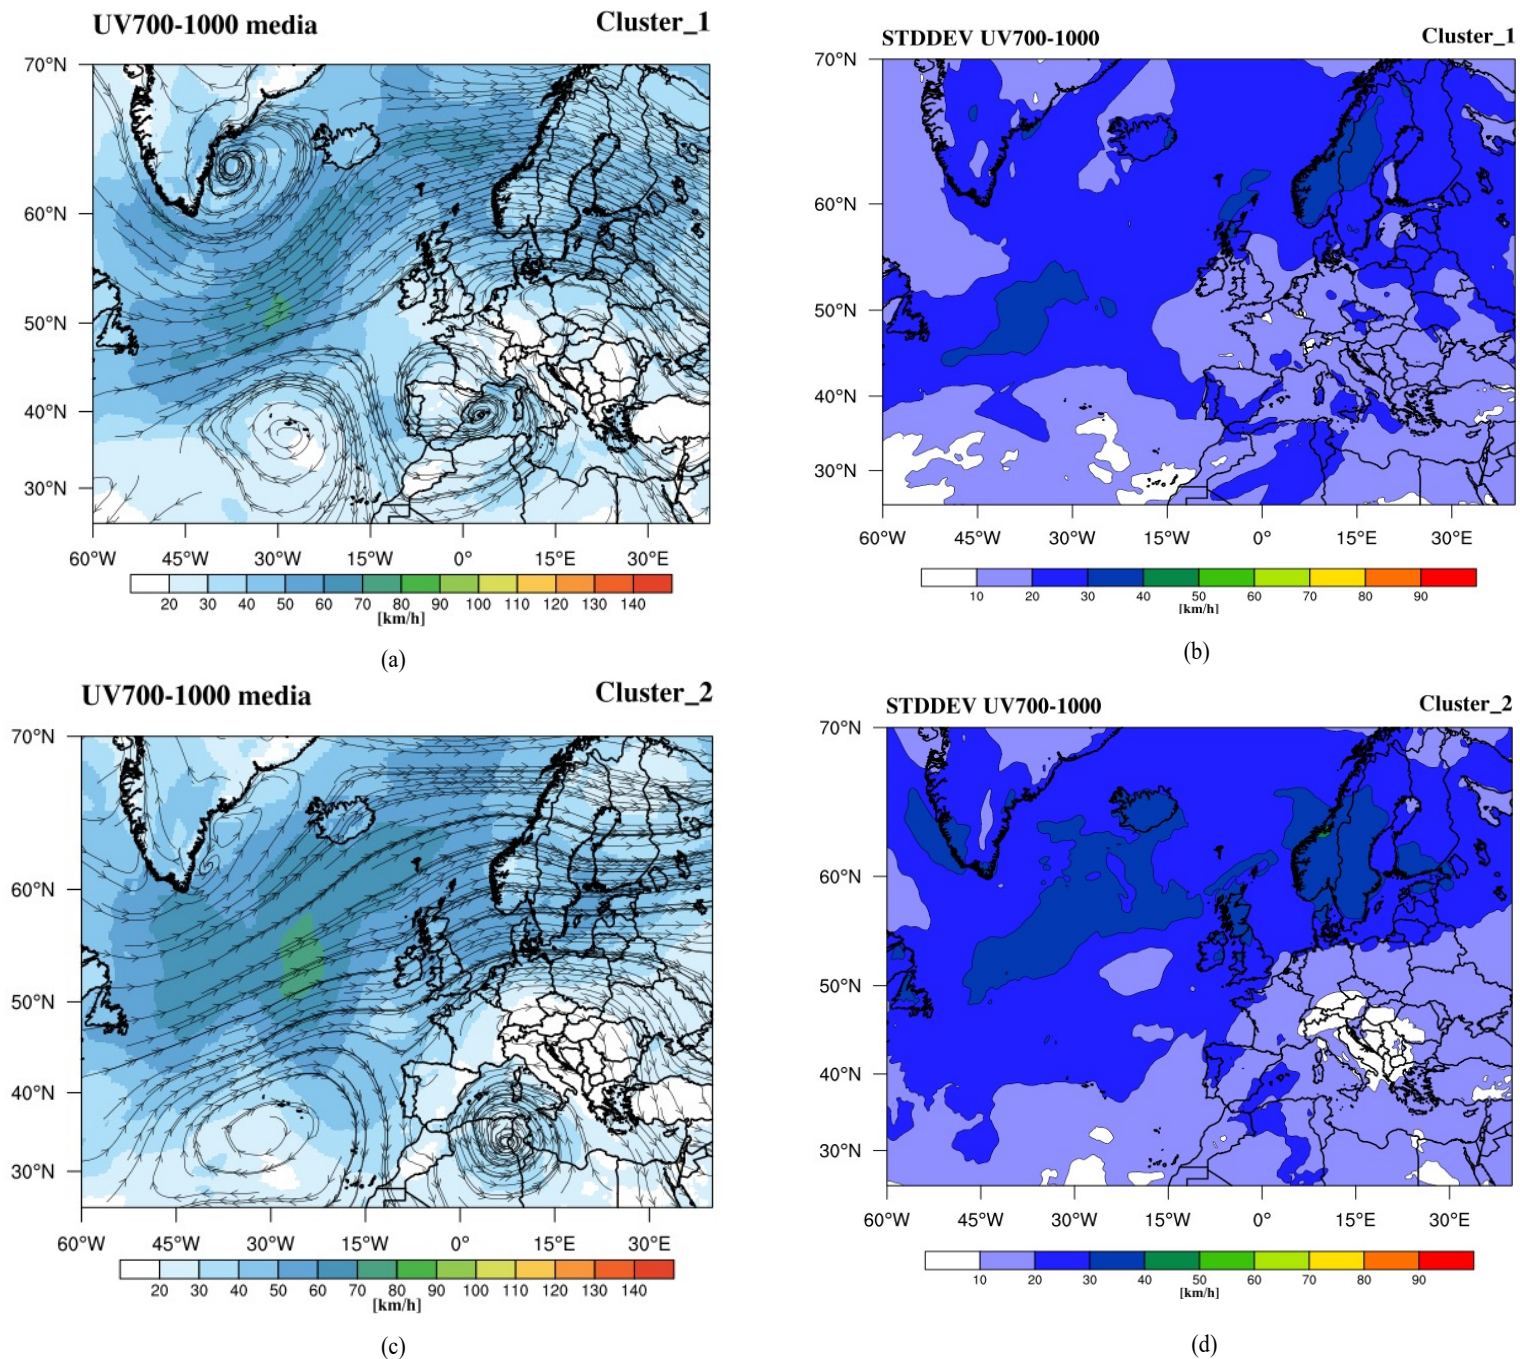 UV700-1000 media Cluster_1
70°N
60°N
50°N
40°N
30°N
60°W 45°W 30°W 15°W 0° 15°E 30°E
20 30 40 50 60 70 80 90 100 110 120 130 140
[km/h]
(a)
STDDEV UV700-1000 Cluster_1
70°N
60°N
50°N
40°N
30°N
60°W 45°W 30°W 15°W 0° 15°E 30°E
10 20 30 40 50 60 70 80 90
[km/h]
(b)
UV700-1000 media Cluster_2
70°N
60°N
50°N
40°N
30°N
60°W 45°W 30°W 15°W 0° 15°E 30°E
20 30 40 50 60 70 80 90 100 110 120 130 140
[km/h]
(c)
STDDEV UV700-1000 Cluster_2
70°N
60°N
50°N
40°N
30°N
60°W 45°W 30°W 15°W 0° 15°E 30°E
10 20 30 40 50 60 70 80 90
[km/h]
(d)